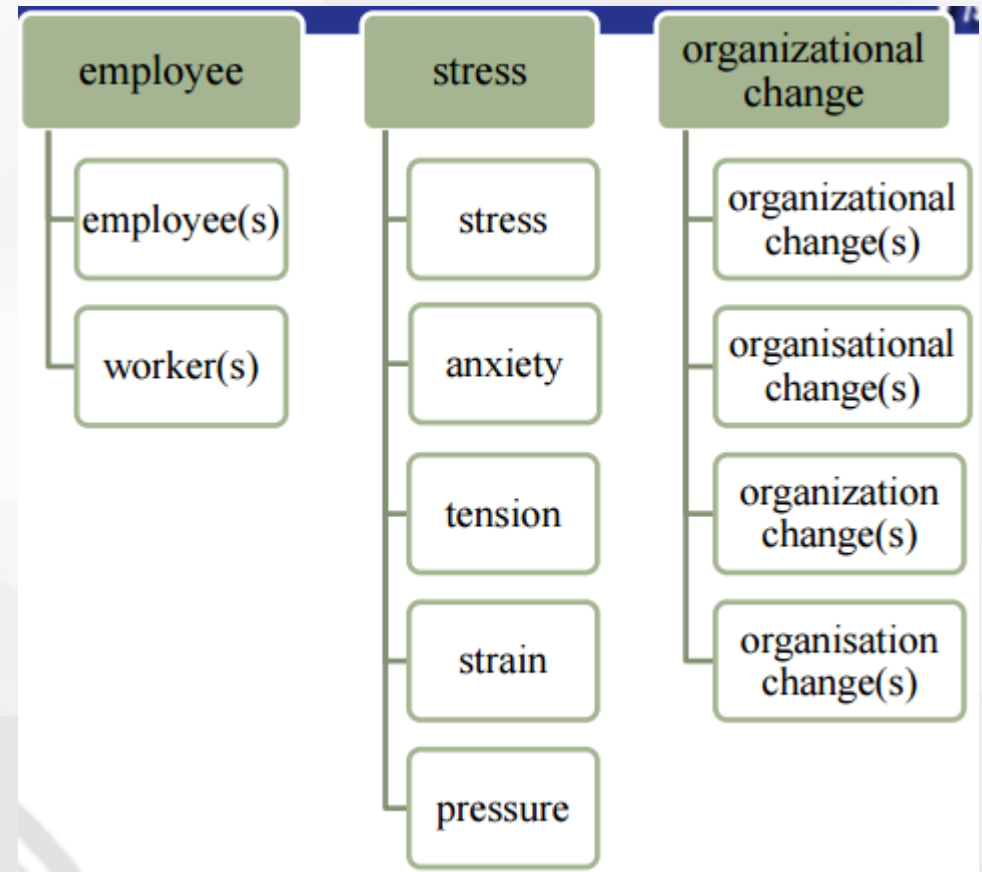 employee
employee(s)
worker(s)
stress
stress
anxiety
tension
strain
pressure
organizational
change
organizational
change(s)
organisational
change(s)
organization
change(s)
organisation
change(s)